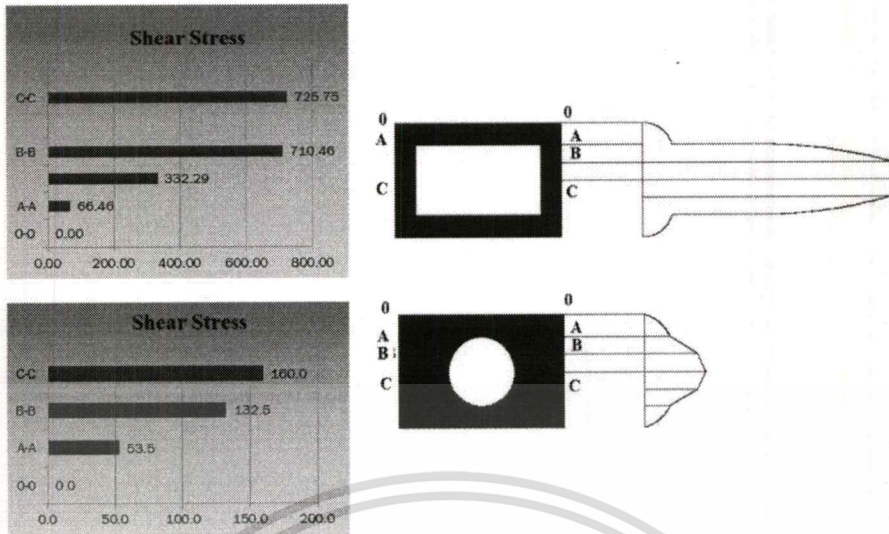 Shear Stress
C-C 725.75
B-B 710.46
332.29
A-A 66.46
0-0 0.00
0.00 200.00 400.00 600.00 800.00
0 0
A A
B
C C
Shear Stress
C-C 160.0
B-B 132.5
A-A 53.5
0-0 0.0
0.0 50.0 100.0 150.0 200.0
0 0
A A
B B
C C